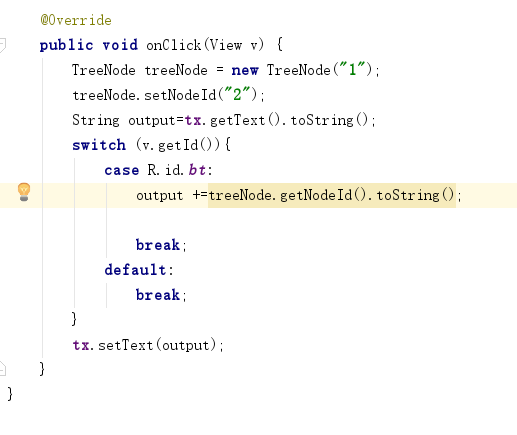 @Override
public void onClick(View v) {
TreeNode treeNode = new TreeNode("1");
treeNode.setNodeId("2");
String output=tx.getText().toString();
switch (v.getId()){
case R.id.bt:
output +=treeNode.getNodeId().toString();
break;
default:
break;
}
tx.setText(output);
}
}